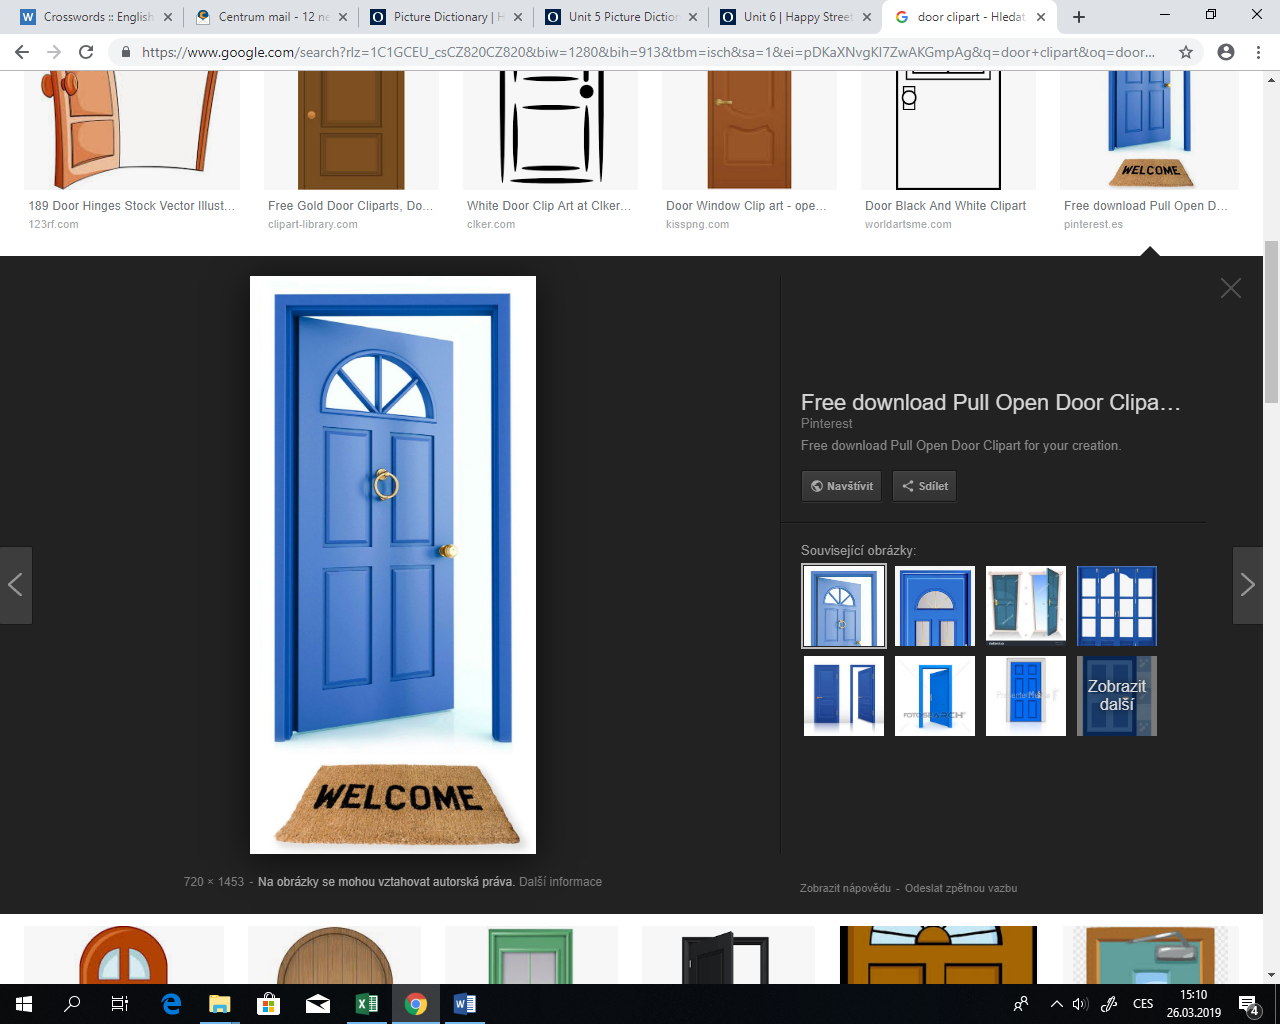 Crosswords :: English
Centrum mail - 12 ne
Picture Dictionary | H
Unit 5 Picture Diction
Unit 6 | Happy Street
door clipart - Hledat
https://www.google.com/search?rlz=1C1GCEU_csCZ820CZ820&biw=1280&bih=913&tbm=isch&sa=1&ei=pDKaXNvgKI7ZwAKGmpAg&q=door+clipart&oq=door...
189 Door Hinges Stock Vector Illust...
123rf.com
Free Gold Door Cliparts, Do...
clipart-library.com
White Door Clip Art at Clker...
clker.com
Door Window Clip art - ope...
kisspng.com
Door Black And White Clipart
worldartsme.com
Free download Pull Open D...
pinterest.es
WELCOME
WELCOME
Free download Pull Open Door Clipa...
Pinterest
Free download Pull Open Door Clipart for your creation.
Navštívit
Sdílet
Související obrázky:
Zobrazit
další
720 × 1453 - Na obrázky se mohou vztahovat autorská práva. Další informace
Zobrazit nápovědu - Odeslat zpětnou vazbu
CES
15:10
26.03.2019
4